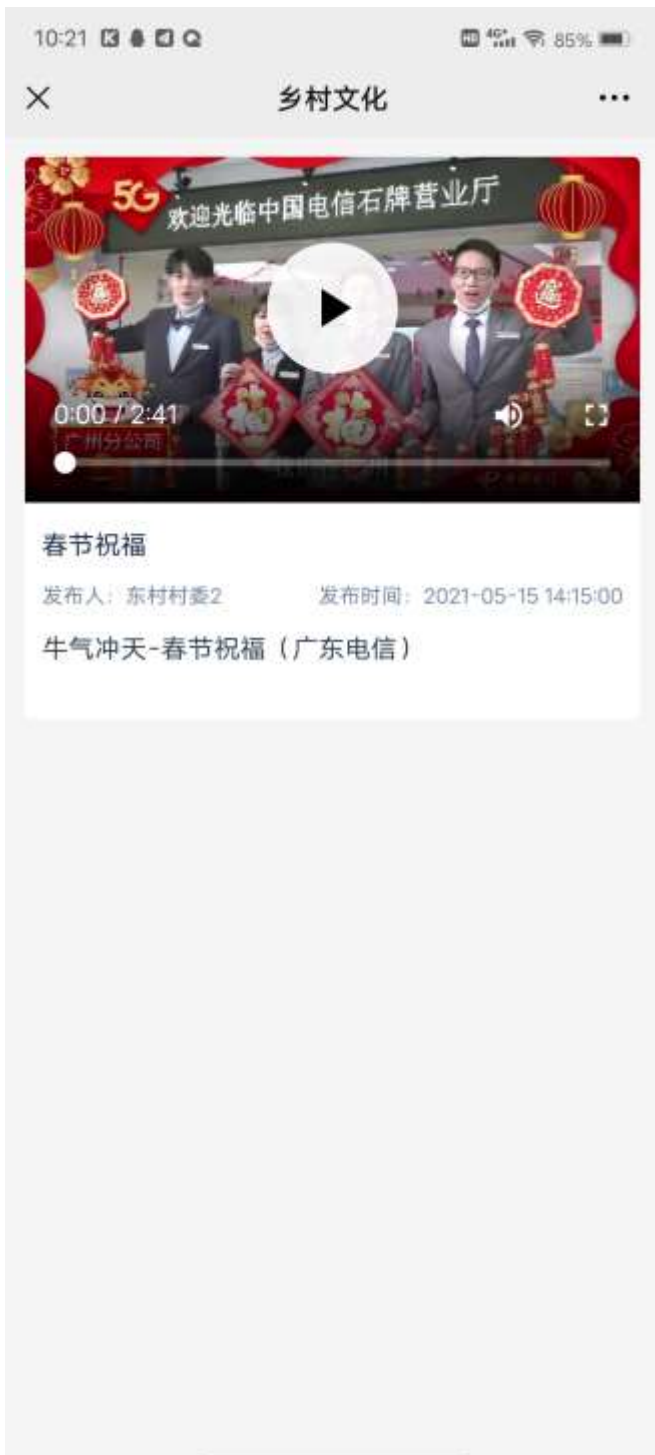 10:21 85%
乡村文化
5G
欢迎光临中国电信石牌营业厅
福 福
0:00 / 2:41
广州分公司
春节祝福
发布人：东村村委2 发布时间：2021-05-15 14:15:00
牛气冲天-春节祝福（广东电信）